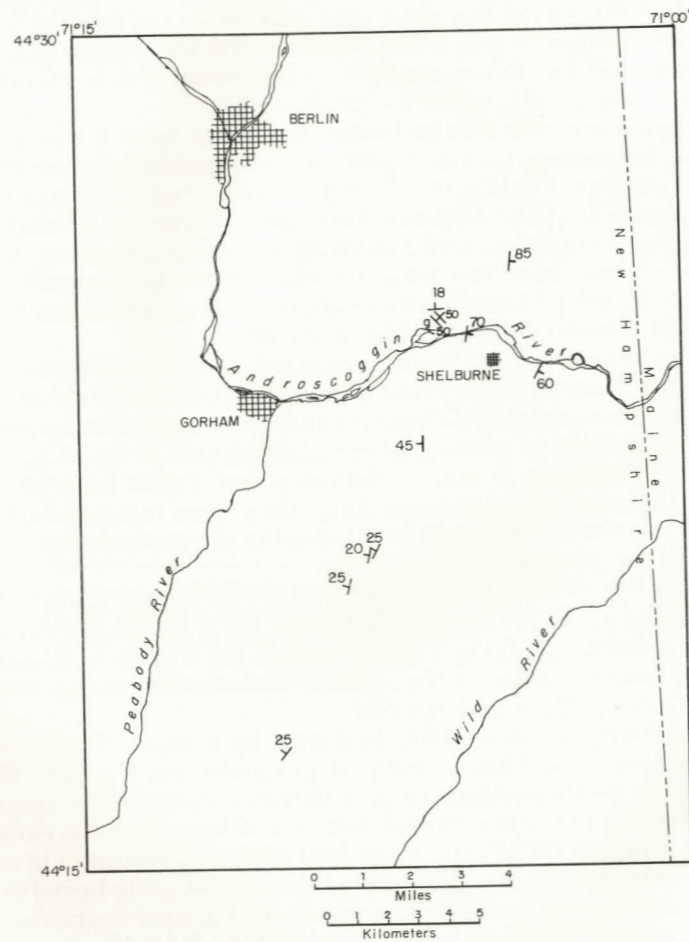 71°15'
71°00'
44°30'
BERLIN
New Hampshire
Maine
85
18
50
9
50
70
Androscoggin River
SHELBURNE
60
GORHAM
45
25
20
25
Peabody River
Wild River
25
44°15'
0 1 2 3 4
Miles
0 1 2 3 4 5
Kilometers